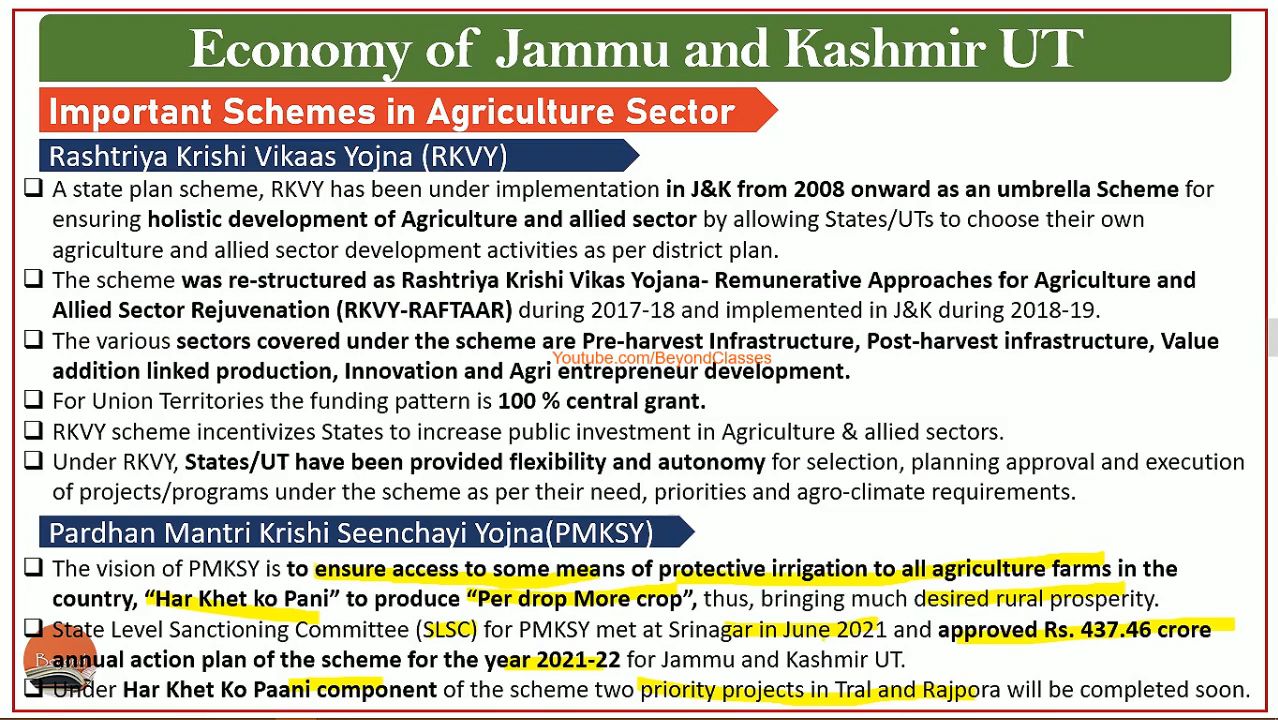 Economy of Jammu and Kashmir UT
Important Schemes in Agriculture Sector
Rashtriya Krishi Vikaas Yojna (RKVY)
❑ A state plan scheme, RKVY has been under implementation in J&K from 2008 onward as an umbrella Scheme for
ensuring holistic development of Agriculture and allied sector by allowing States/UTs to choose their own
agriculture and allied sector development activities as per district plan.
❑ The scheme was re-structured as Rashtriya Krishi Vikas Yojana- Remunerative Approaches for Agriculture and
Allied Sector Rejuvenation (RKVY-RAFTAAR) during 2017-18 and implemented in J&K during 2018-19.
❑ The various sectors covered under the scheme are Pre-harvest Infrastructure, Post-harvest infrastructure, Value
Youtube.com/BeyondClasses
addition linked production, Innovation and Agri entrepreneur development.
❑ For Union Territories the funding pattern is 100 % central grant.
❑ RKVY scheme incentivizes States to increase public investment in Agriculture & allied sectors.
❑ Under RKVY, States/UT have been provided flexibility and autonomy for selection, planning approval and execution
of projects/programs under the scheme as per their need, priorities and agro-climate requirements.
Pardhan Mantri Krishi Seenchayi Yojna(PMKSY)
❑ The vision of PMKSY is to ensure access to some means of protective irrigation to all agriculture farms in the
country, “Har Khet ko Pani” to produce “Per drop More crop”, thus, bringing much desired rural prosperity.
❑ State Level Sanctioning Committee (SLSC) for PMKSY met at Srinagar in June 2021 and approved Rs. 437.46 crore
annual action plan of the scheme for the year 2021-22 for Jammu and Kashmir UT.
❑ Under Har Khet Ko Paani component of the scheme two priority projects in Tral and Rajpora will be completed soon.